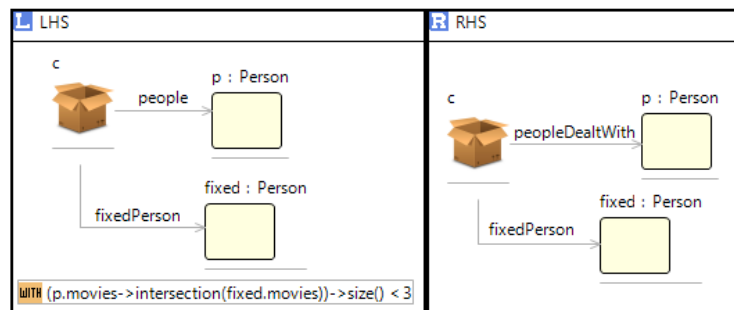 L LHS
c
p : Person
people
fixed : Person
fixedPerson
WITH (p.movies->intersection(fixed.movies))->size() < 3
R RHS
c
p : Person
peopleDealtWith
fixed : Person
fixedPerson